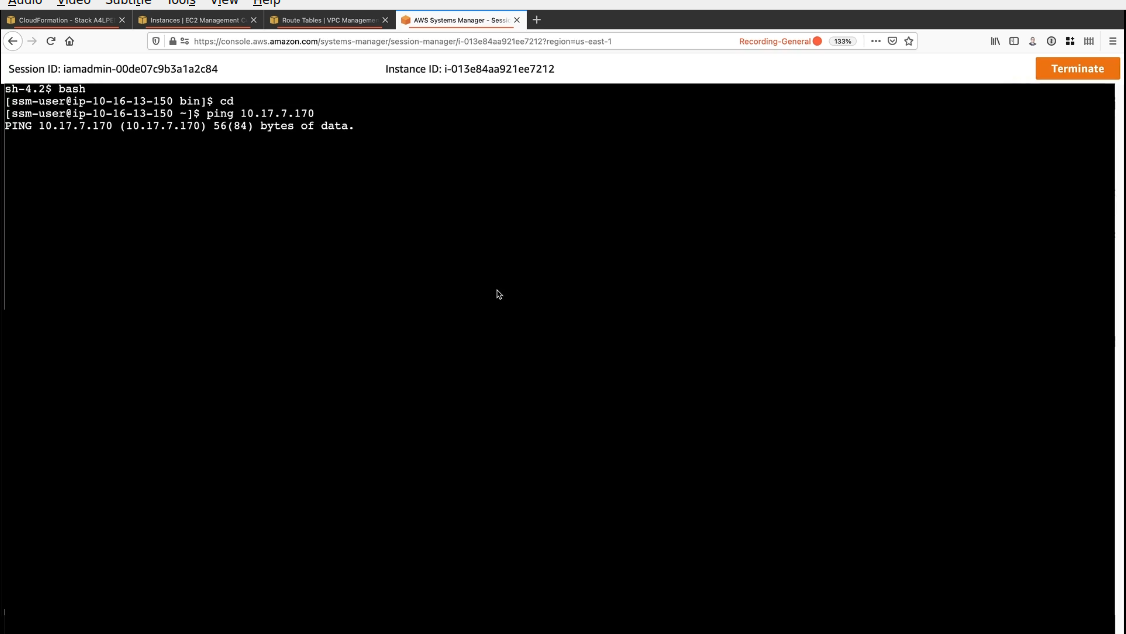 Audio Video Subtitle Tools View Help
CloudFormation - Stack A4LPE
Instances | EC2 Management C
Route Tables | VPC Management
AWS Systems Manager - Sessi
https://console.aws.amazon.com/systems-manager/session-manager/i-013e84aa921ee7212?region=us-east-1
Recording-General
133%
Session ID: iamadmin-00de07c9b3a1a2c84
Instance ID: i-013e84aa921ee7212
Terminate
sh-4.2$ bash
[ssm-user@ip-10-16-13-150 bin]$ cd
[ssm-user@ip-10-16-13-150 ~]$ ping 10.17.7.170
PING 10.17.7.170 (10.17.7.170) 56(84) bytes of data.